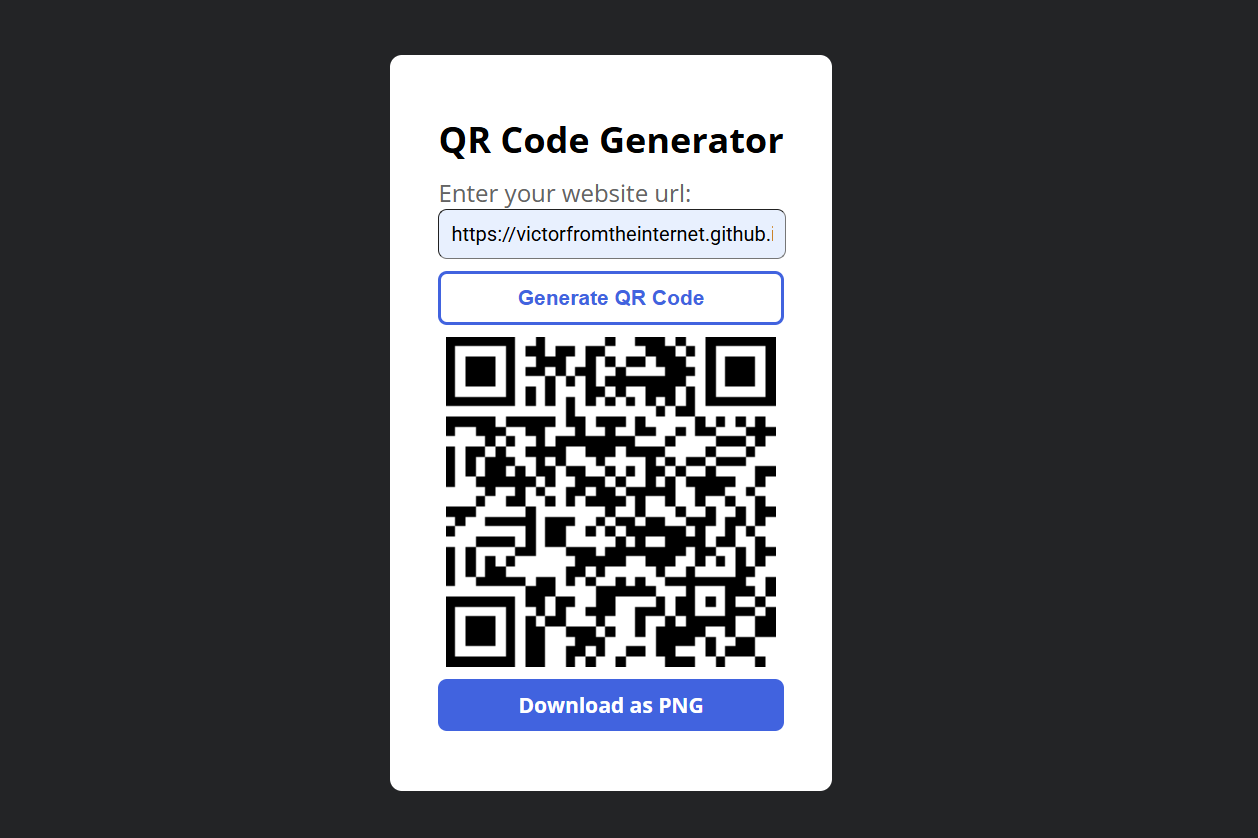 QR Code Generator
Enter your website url:
https://victorfromtheinternet.github.i
Generate QR Code
Download as PNG